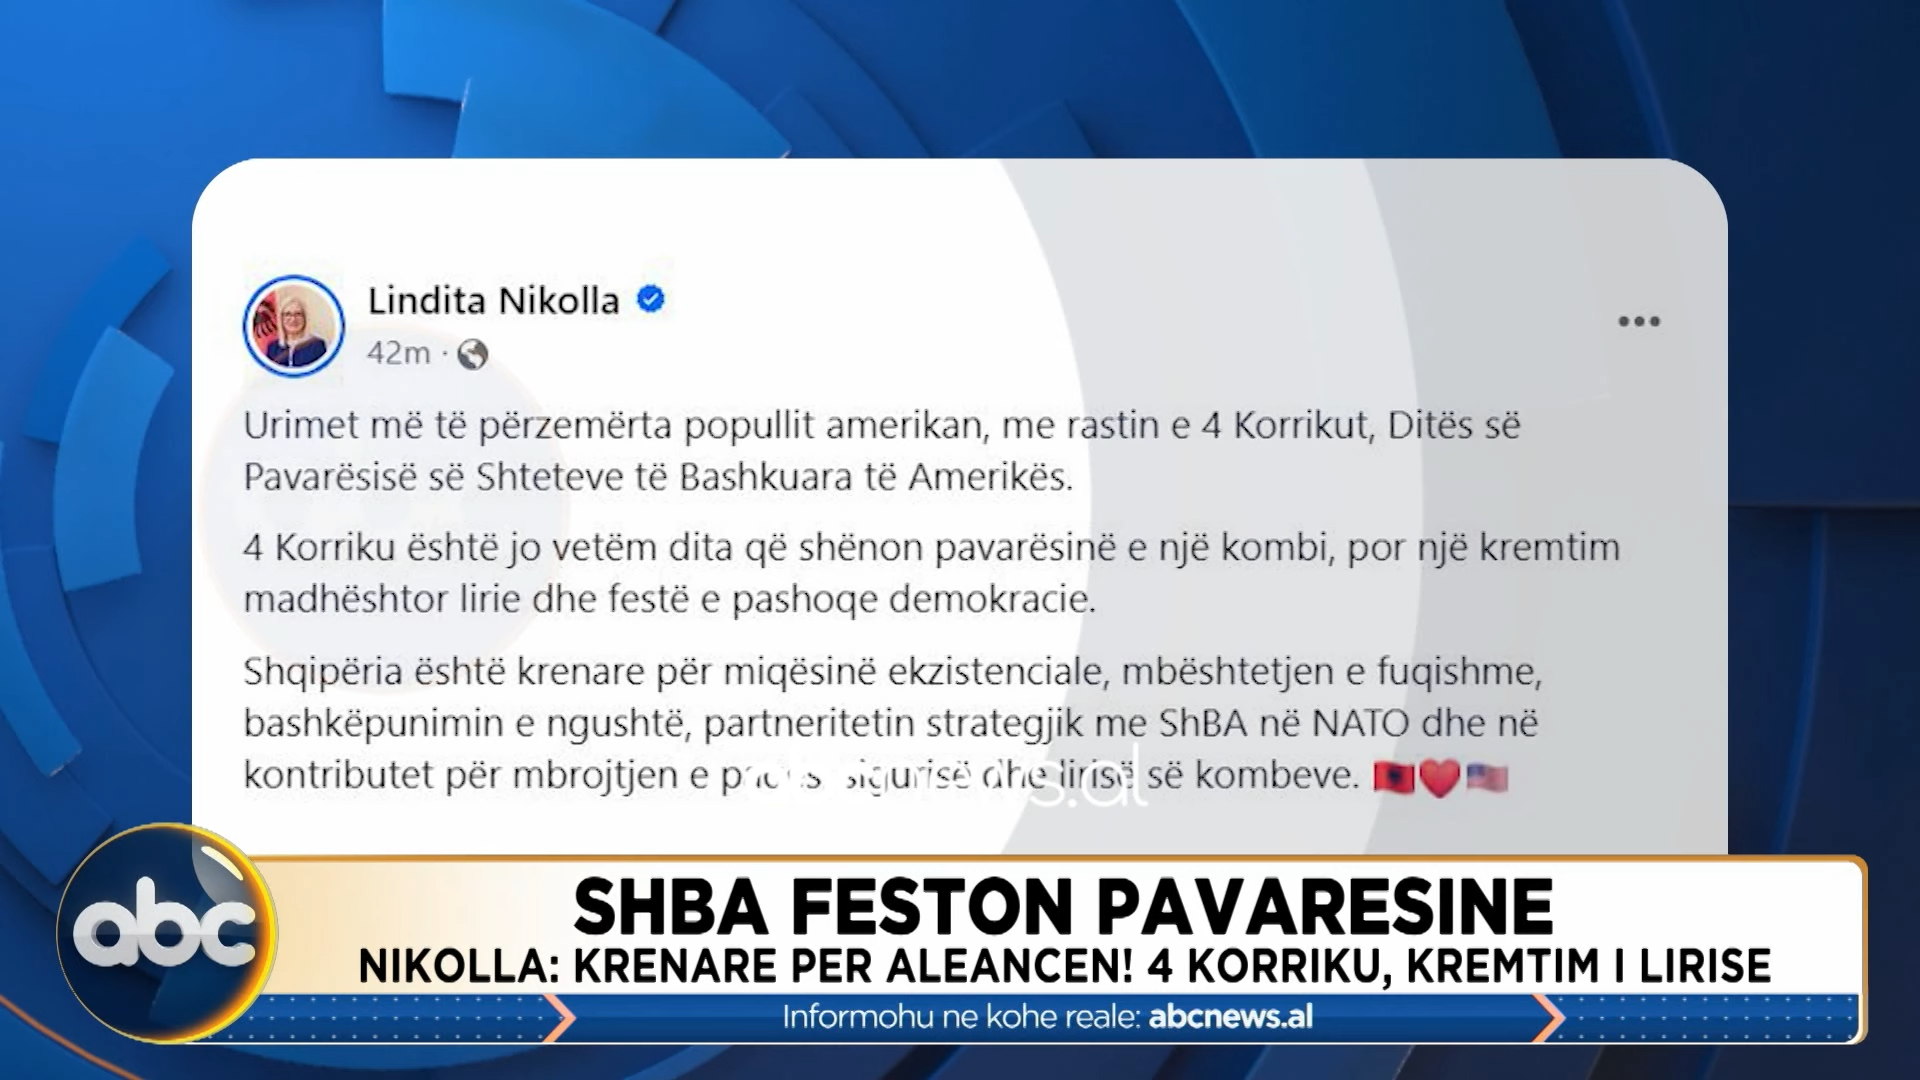 Lindita Nikolla
42m ·
Urimet më të përzemërta popullit amerikan, me rastin e 4 Korrikut, Ditës së
Pavarësisë së Shteteve të Bashkuara të Amerikës.
4 Korriku është jo vetëm dita që shënon pavarësinë e një kombi, por një kremtim
madhështor lirie dhe festë e pashoqe demokracie.
Shqipëria është krenare për miqësinë ekzistenciale, mbështetjen e fuqishme,
bashkëpunimin e ngushtë, partneritetin strategjik me ShBA në NATO dhe në
kontributet për mbrojtjen e sigurisë dhe lirisë së kombeve. 🇦🇱❤️🇺🇸
abc
SHBA FESTON PAVARESINE
NIKOLLA: KRENARE PER ALEANCEN! 4 KORRIKU, KREMTIM I LIRISE
Informohu ne kohe reale: abcnews.al